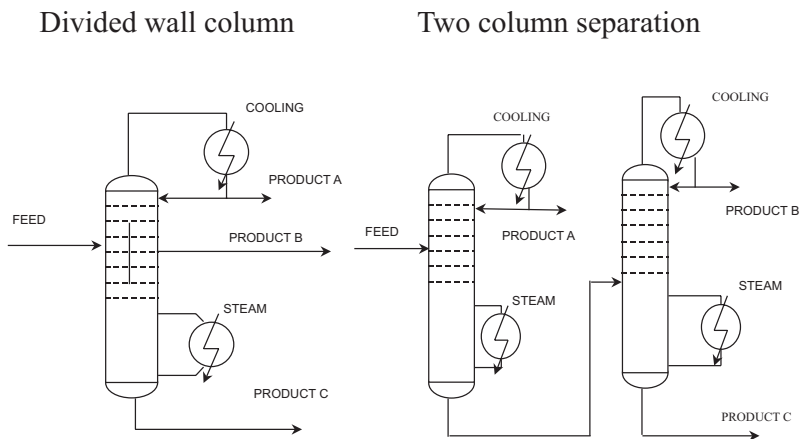 Divided wall column
Two column separation
COOLING
PRODUCT A
FEED
PRODUCT B
STEAM
PRODUCT C
COOLING
FEED
PRODUCT A
STEAM
COOLING
PRODUCT B
STEAM
PRODUCT C